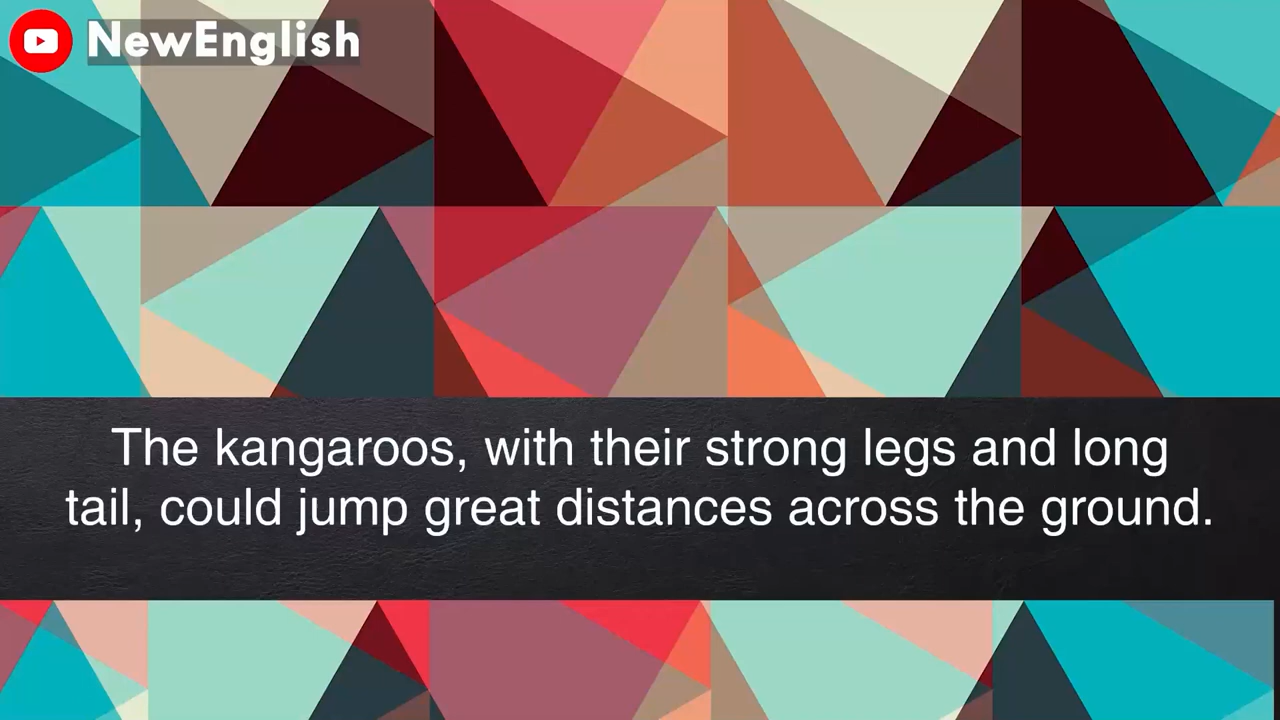 NewEnglish
The kangaroos, with their strong legs and long
tail, could jump great distances across the ground.